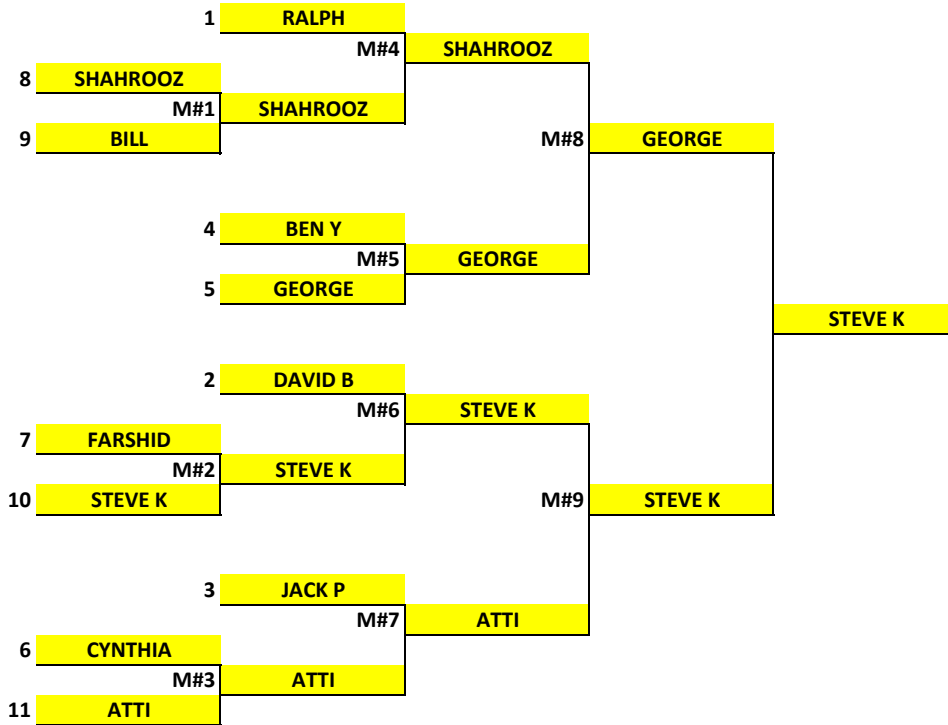 1 RALPH
M#4 SHAHROOZ
8 SHAHROOZ
M#1 SHAHROOZ
9 BILL M#8 GEORGE
4 BEN Y
M#5 GEORGE
5 GEORGE
STEVE K
2 DAVID B
M#6 STEVE K
7 FARSHID
M#2 STEVE K
10 STEVE K M#9 STEVE K
3 JACK P
M#7 ATTI
6 CYNTHIA
M#3 ATTI
11 ATTI